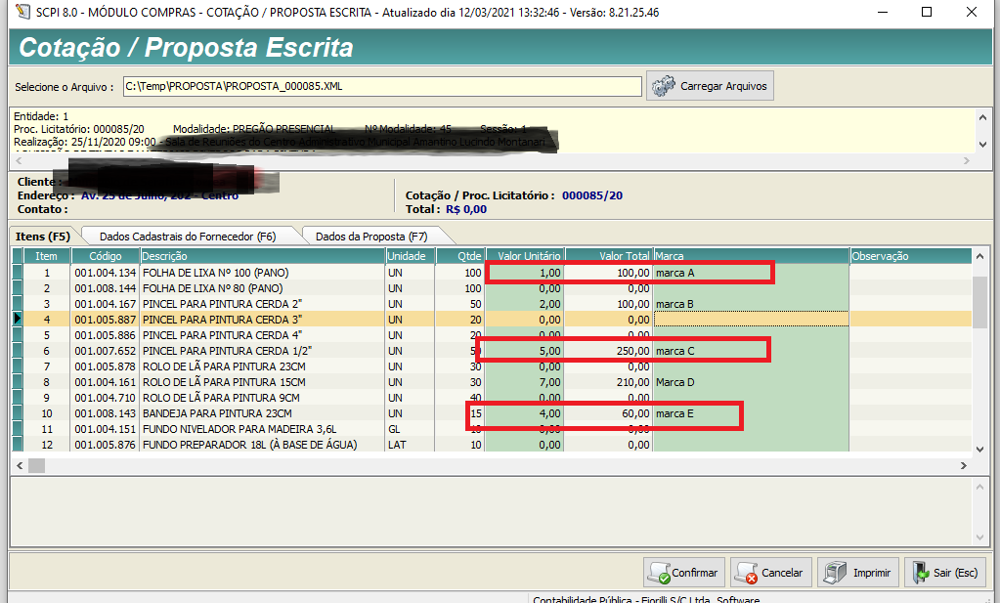 SCPI 8.0 - MÓDULO COMPRAS - COTAÇÃO / PROPOSTA ESCRITA - Atualizado dia 12/03/2021 13:32:46 - Versão: 8.21.25.46
Cotação / Proposta Escrita
Selecione o Arquivo : C:\Temp\PROPOSTA\PROPOSTA_000085.XML Carregar Arquivos
Entidade: 1
Proc. Licitatório: 000085/20 Modalidade: PREGÃO PRESENCIAL Nº Modalidade: 45 Sessão: 1
Realização: 25/11/2020 09:00 - Sala de Reuniões do Centro Administrativo Municipal Amantino Lucindo Montanari
Cliente :
Endereço : Av. 25 de Julho, 202 - Centro Cotação / Proc. Licitatório : 000085/20
Contato : Total : R$ 0,00
Itens (F5) Dados Cadastrais do Fornecedor (F6) Dados da Proposta (F7)
Item Código Descrição Unidade Qtde Valor Unitário Valor Total Marca Observação
1 001.004.134 FOLHA DE LIXA Nº 100 (PANO) UN 100 1,00 100,00 marca A
2 001.008.144 FOLHA DE LIXA Nº 80 (PANO) UN 100 0,00 0,00
3 001.004.167 PINCEL PARA PINTURA CERDA 2" UN 50 2,00 100,00 marca B
4 001.005.887 PINCEL PARA PINTURA CERDA 3" UN 20 0,00 0,00
5 001.005.886 PINCEL PARA PINTURA CERDA 4" UN 20 0,00 0,00
6 001.007.652 PINCEL PARA PINTURA CERDA 1/2" UN 50 5,00 250,00 marca C
7 001.005.878 ROLO DE LÃ PARA PINTURA 23CM UN 30 0,00 0,00
8 001.004.161 ROLO DE LÃ PARA PINTURA 15CM UN 30 7,00 210,00 Marca D
9 001.004.710 ROLO DE LÃ PARA PINTURA 9CM UN 40 0,00 0,00
10 001.008.143 BANDEJA PARA PINTURA 23CM UN 15 4,00 60,00 marca E
11 001.004.151 FUNDO NIVELADOR PARA MADEIRA 3,6L GL 10 0,00 0,00
12 001.005.876 FUNDO PREPARADOR 18L (À BASE DE ÁGUA) LAT 10 0,00 0,00
Confirmar Cancelar Imprimir Sair (Esc)
Contabilidade Pública - Fiorilli S/C Ltda. Software